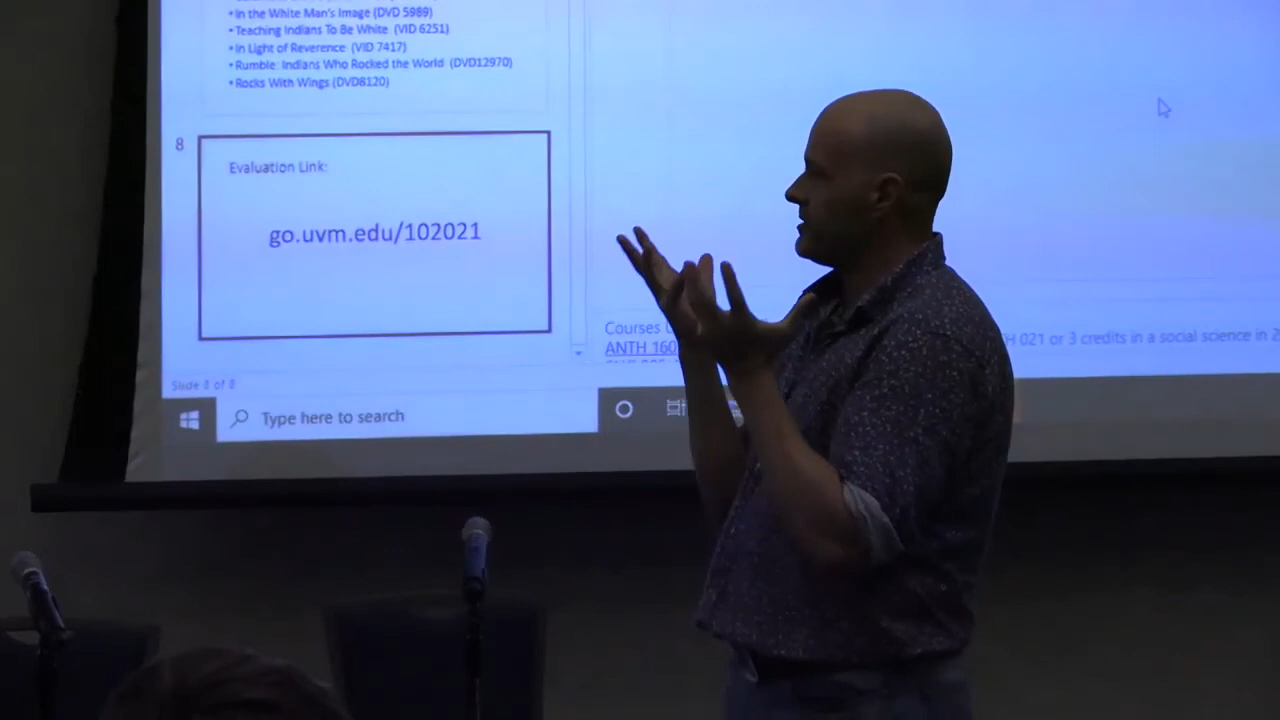 • In the White Man's Image (DVD 5989)
• Teaching Indians To Be White (VID 6251)
• In Light of Reverence (VID 7417)
• Rumble: Indians Who Rocked the World (DVD12970)
• Rocks With Wings (DVD8120)
8
Evaluation Link:
go.uvm.edu/102021
Courses
H 021 or 3 credits in a social science in
ANTH 160
Slide 8 of 8
Type here to search